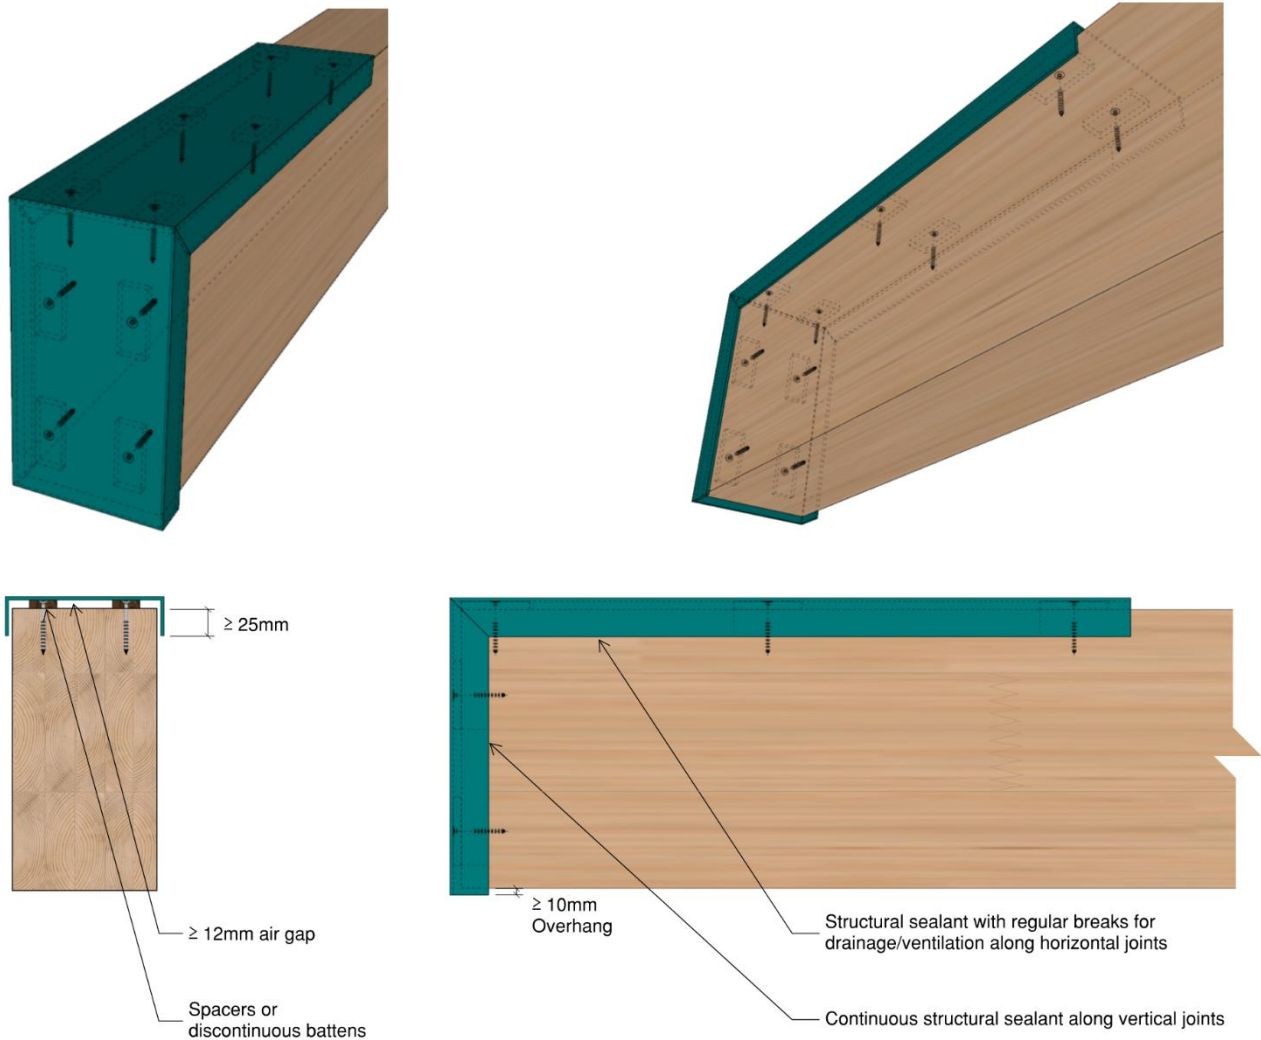 ≥ 25mm
≥ 12mm air gap
Spacers or
discontinuous battens
≥ 10mm
Overhang
Structural sealant with regular breaks for
drainage/ventilation along horizontal joints
Continuous structural sealant along vertical joints